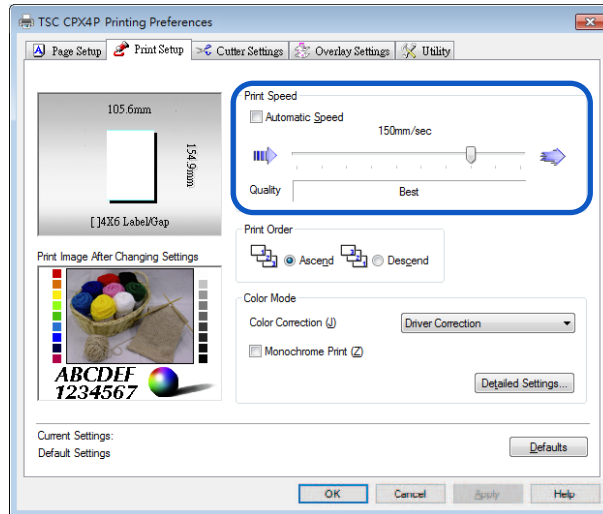 TSC CPX4P Printing Preferences
Page Setup Print Setup Cutter Settings Overlay Settings Utility
105.6mm
154.9mm
[ ]4X6 Label/Gap
Print Speed
Automatic Speed
150mm/sec
Quality Best
Print Order
Ascend Descend
Print Image After Changing Settings
ABCDEF
1234567
Color Mode
Color Correction (J) Driver Correction
Monochrome Print (Z)
Detailed Settings...
Current Settings:
Default Settings
Defaults
OK Cancel Apply Help